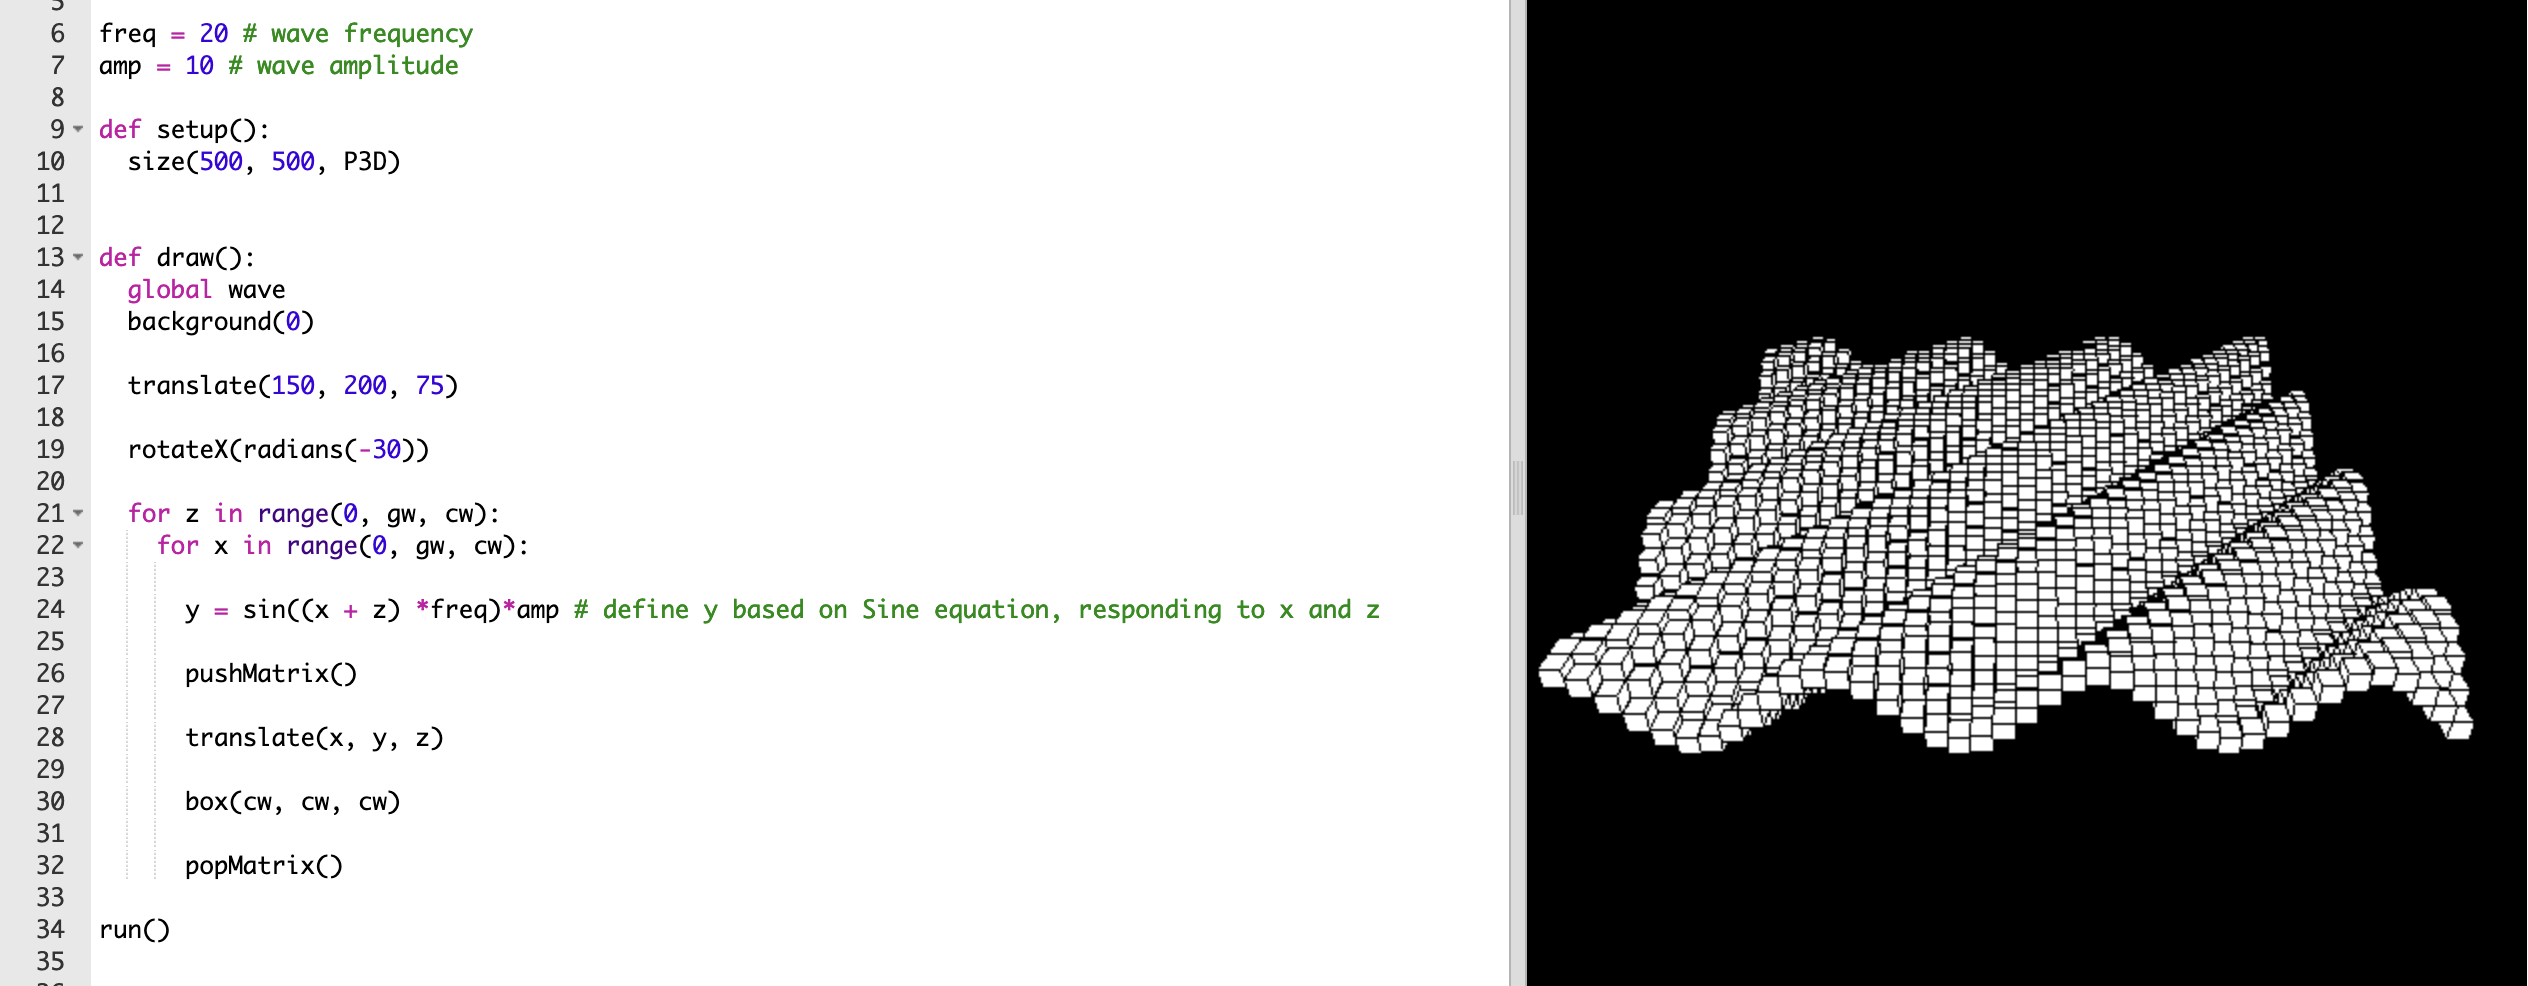 6 freq = 20 # wave frequency
7 amp = 10 # wave amplitude
8
9 def setup():
10 size(500, 500, P3D)
11
12
13 def draw():
14 global wave
15 background(0)
16
17 translate(150, 200, 75)
18
19 rotateX(radians(-30))
20
21 for z in range(0, gw, cw):
22 for x in range(0, gw, cw):
23
24 y = sin((x + z) *freq)*amp # define y based on Sine equation, responding to x and z
25
26 pushMatrix()
27
28 translate(x, y, z)
29
30 box(cw, cw, cw)
31
32 popMatrix()
33
34 run()
35